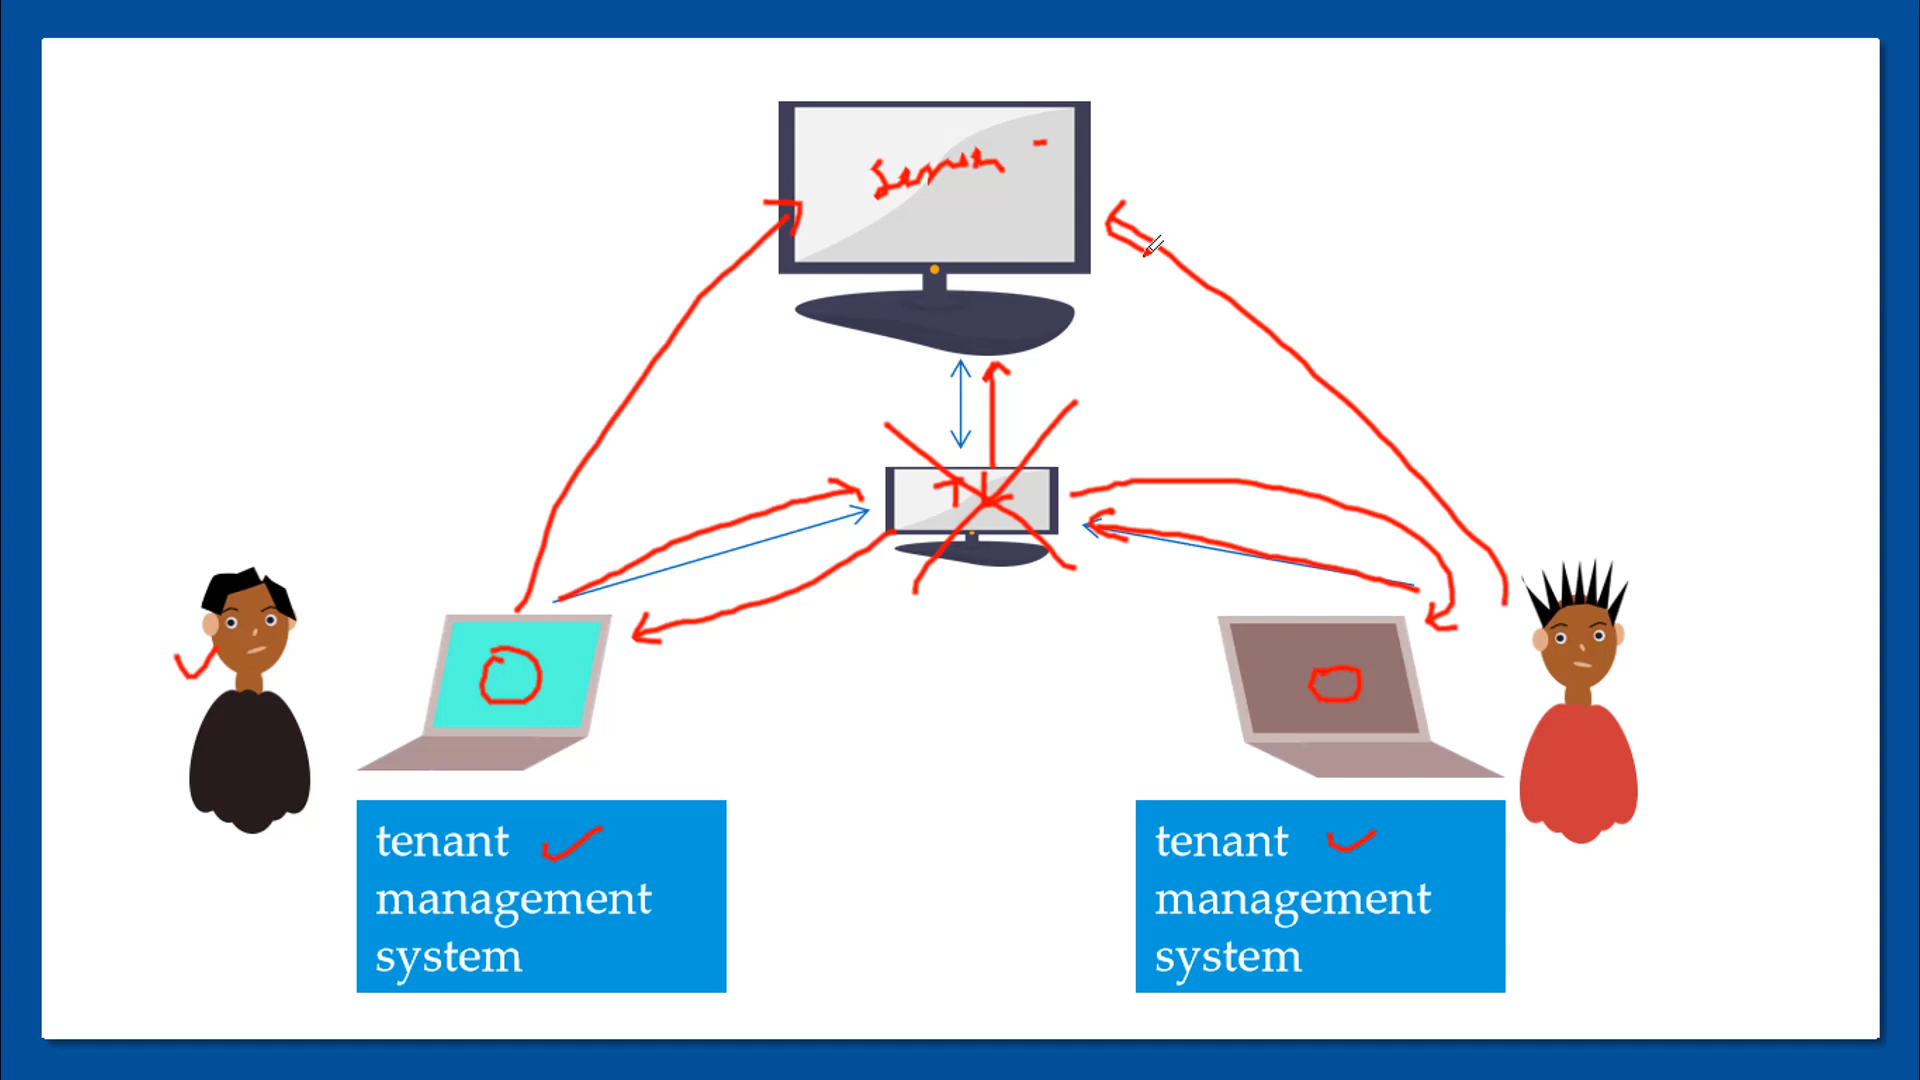 tenant
management
system
tenant
management
system